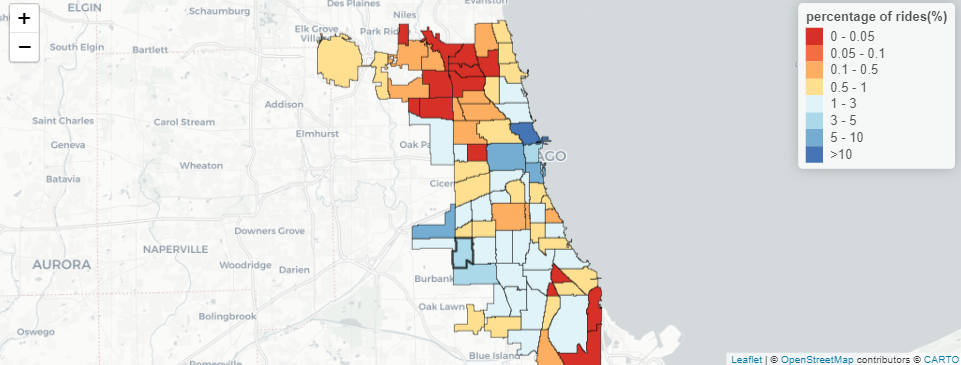 ELGIN
Schaumburg
Des Plaines
Evanston
Niles
+
−
Elk Grove
Village
Park Ridge
South Elgin
Bartlett
Addison
Saint Charles
Carol Stream
Geneva
Elmhurst
Oak Pa
AGO
Wheaton
Batavia
Cicer
Downers Grove
NAPERVILLE
AURORA
Woodridge
Darien
Burbank
Oak Lawn
Bolingbrook
Oswego
Blue Island
Romeoville
percentage of rides(%)
0 - 0.05
0.05 - 0.1
0.1 - 0.5
0.5 - 1
1 - 3
3 - 5
5 - 10
>10
Leaflet | © OpenStreetMap contributors © CARTO